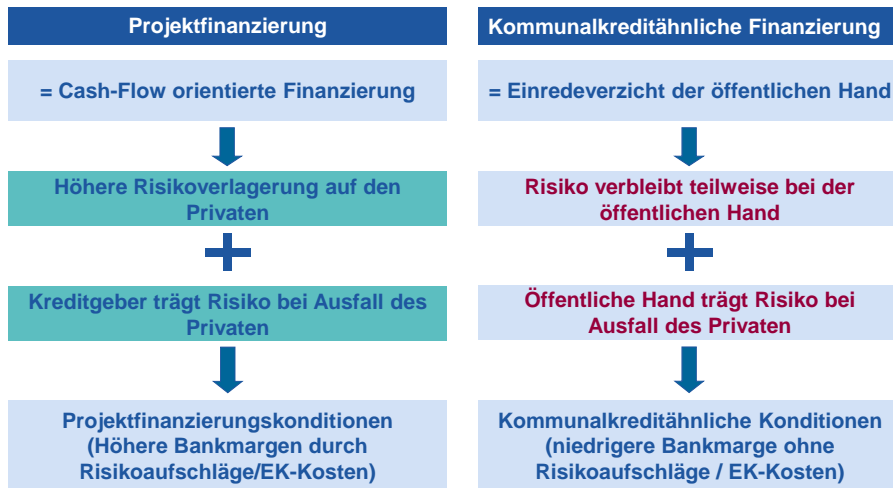 Projektfinanzierung
= Cash-Flow orientierte Finanzierung
Höhere Risikoverlagerung auf den
Privaten
Kreditgeber trägt Risiko bei Ausfall des
Privaten
Projektfinanzierungskonditionen
(Höhere Bankmargen durch
Risikoaufschläge/EK-Kosten)
Kommunalkreditähnliche Finanzierung
= Einredeverzicht der öffentlichen Hand
Risiko verbleibt teilweise bei der
öffentlichen Hand
Öffentliche Hand trägt Risiko bei
Ausfall des Privaten
Kommunalkreditähnliche Konditionen
(niedrigere Bankmarge ohne
Risikoaufschläge / EK-Kosten)